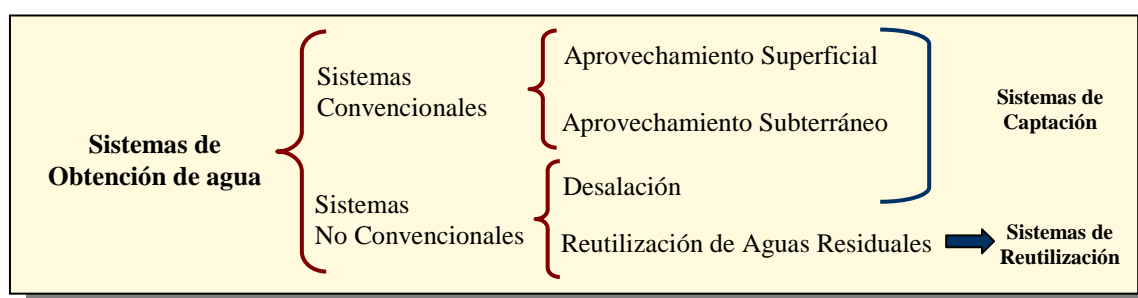 Sistemas de
Obtención de agua
Sistemas
Convencionales
Aprovechamiento Superficial
Aprovechamiento Subterráneo
Sistemas
No Convencionales
Desalación
Reutilización de Aguas Residuales
Sistemas de
Captación
Sistemas de
Reutilización